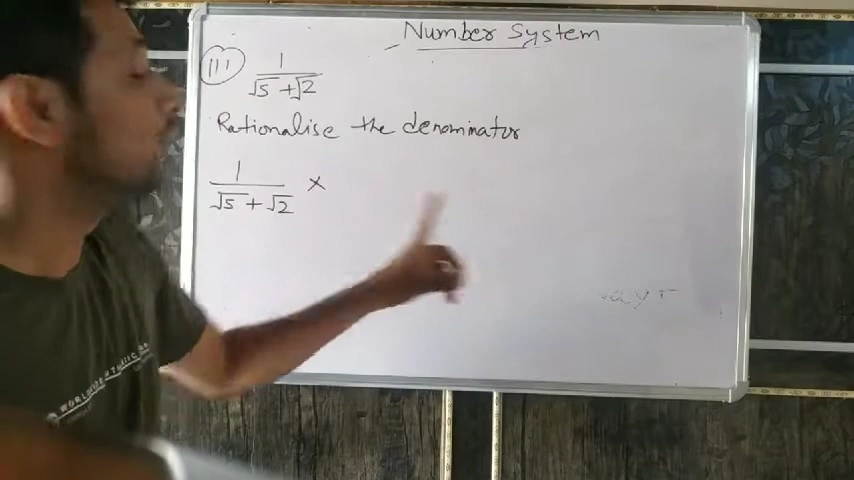 Number System
(iii) 1/(√5 + √2)
Rationalise the denominator
1/(√5 + √2) ×